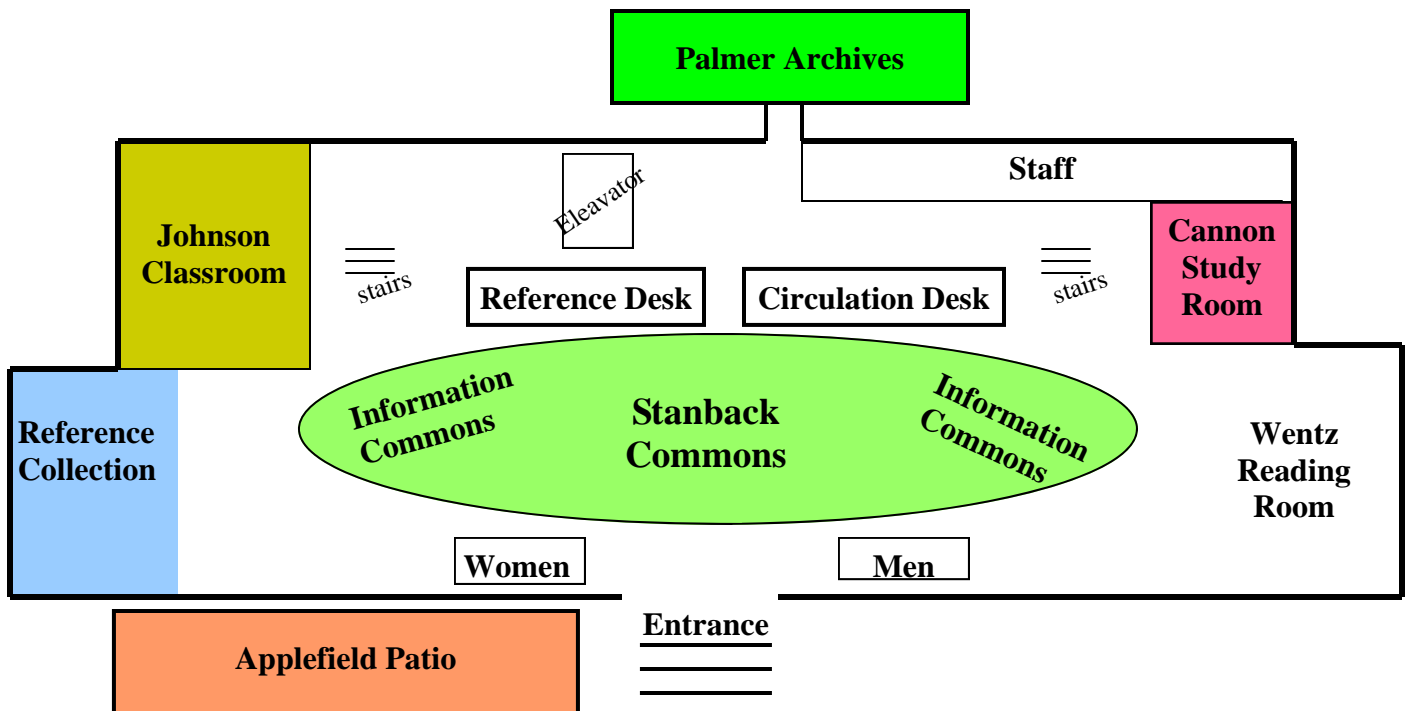 Palmer Archives
Staff
Eleavator
Johnson
Classroom
Cannon
Study
Room
stairs
stairs
Reference Desk
Circulation Desk
Information
Commons
Stanback
Commons
Information
Commons
Reference
Collection
Wentz
Reading
Room
Women
Men
Entrance
Applefield Patio